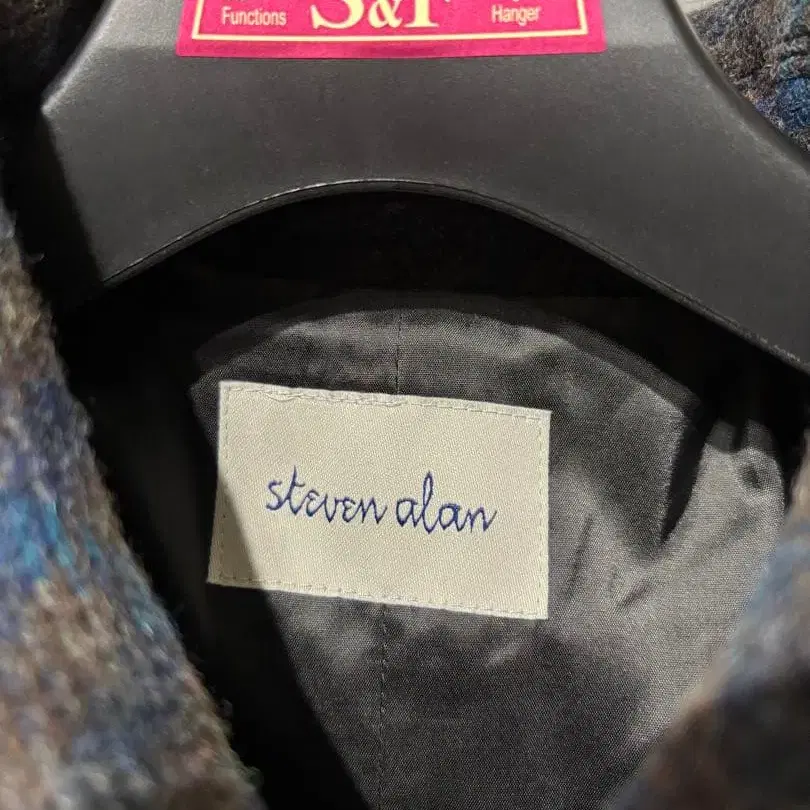 Functions
S&F
Hanger
steven alan